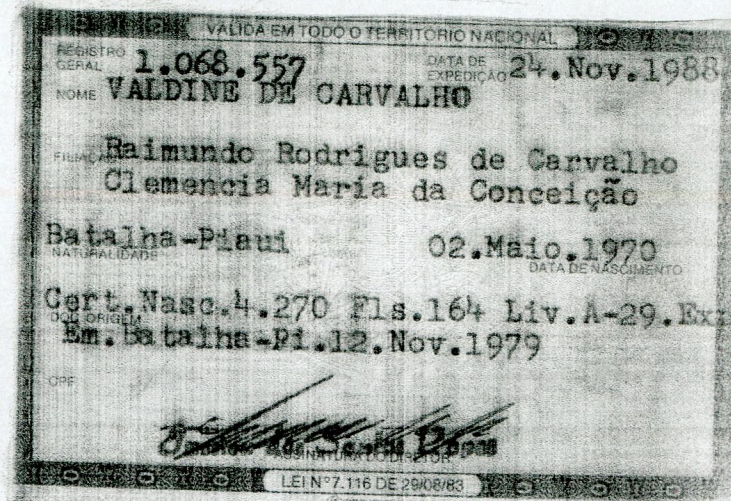 VÁLIDA EM TODO O TERRITÓRIO NACIONAL
REGISTRO GERAL 1.068.557 DATA DE EXPEDIÇÃO 24.Nov.1988
NOME VALDINE DE CARVALHO
FILIAÇÃO Raimundo Rodrigues de Carvalho
Clemencia Maria da Conceição
Batalha-Piaui 02.Maio.1970
NATURALIDADE DATA DE NASCIMENTO
Cert.Nasc.4.270 Fls.164 Liv.A-29.Exp
DOC ORIGEM
Em.Batalha-Pi.12.Nov.1979
CPF
ASSINATURA DO DIRETOR
LEI Nº 7.116 DE 29/08/83